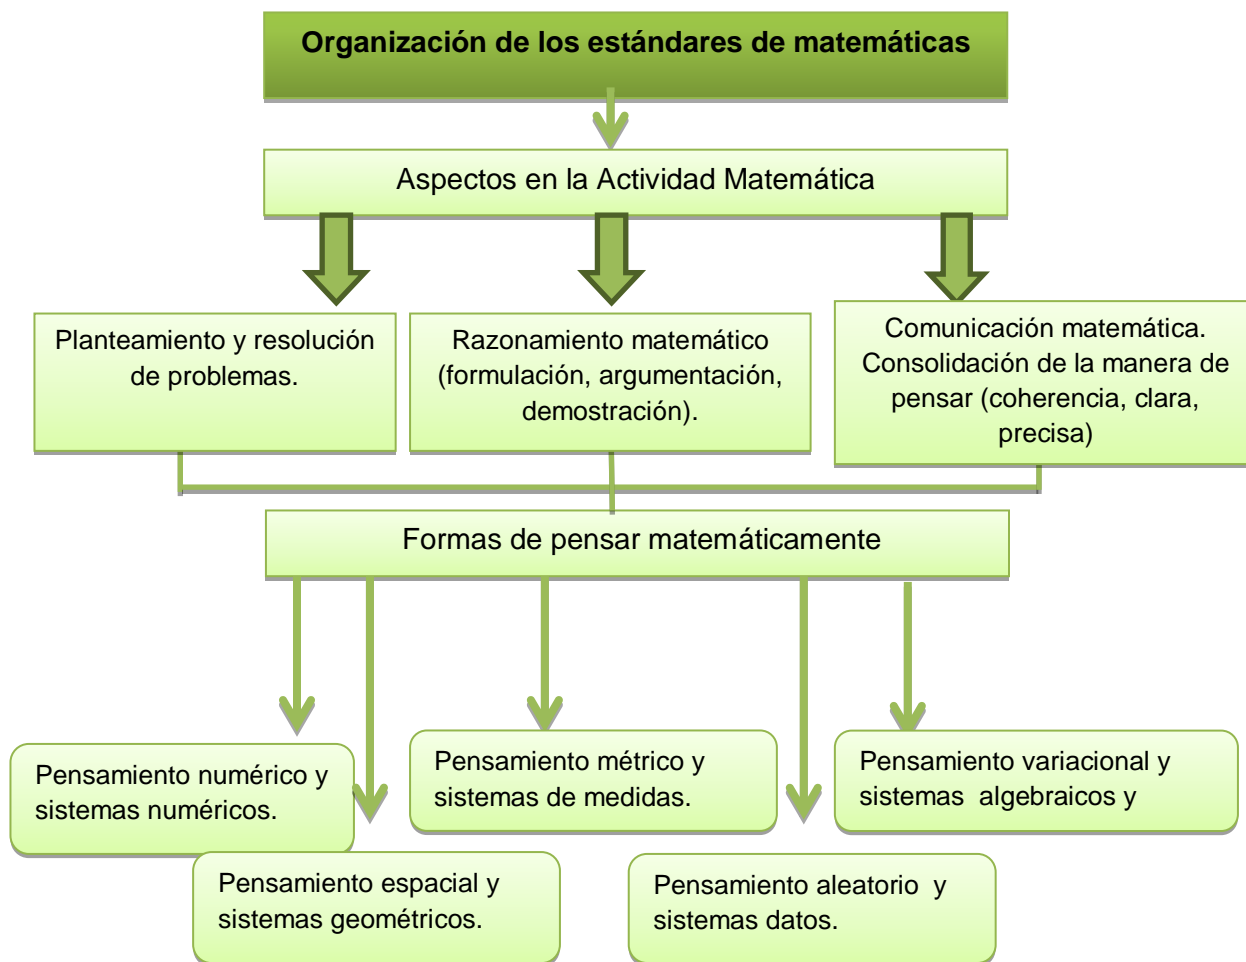 Organización de los estándares de matemáticas
Aspectos en la Actividad Matemática
Planteamiento y resolución
de problemas.
Razonamiento matemático
(formulación, argumentación,
demostración).
Comunicación matemática.
Consolidación de la manera de
pensar (coherencia, clara,
precisa)
Formas de pensar matemáticamente
Pensamiento numérico y
sistemas numéricos.
Pensamiento métrico y
sistemas de medidas.
Pensamiento variacional y
sistemas algebraicos y
Pensamiento espacial y
sistemas geométricos.
Pensamiento aleatorio y
sistemas datos.